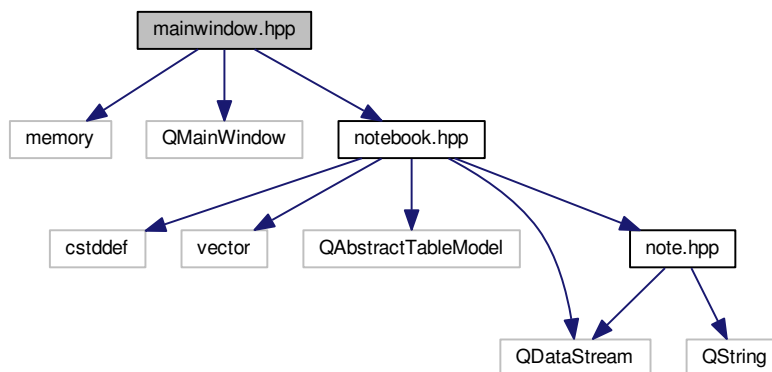 mainwindow.hpp
memory
QMainWindow
notebook.hpp
cstddef
vector
QAbstractTableModel
note.hpp
QDataStream
QString